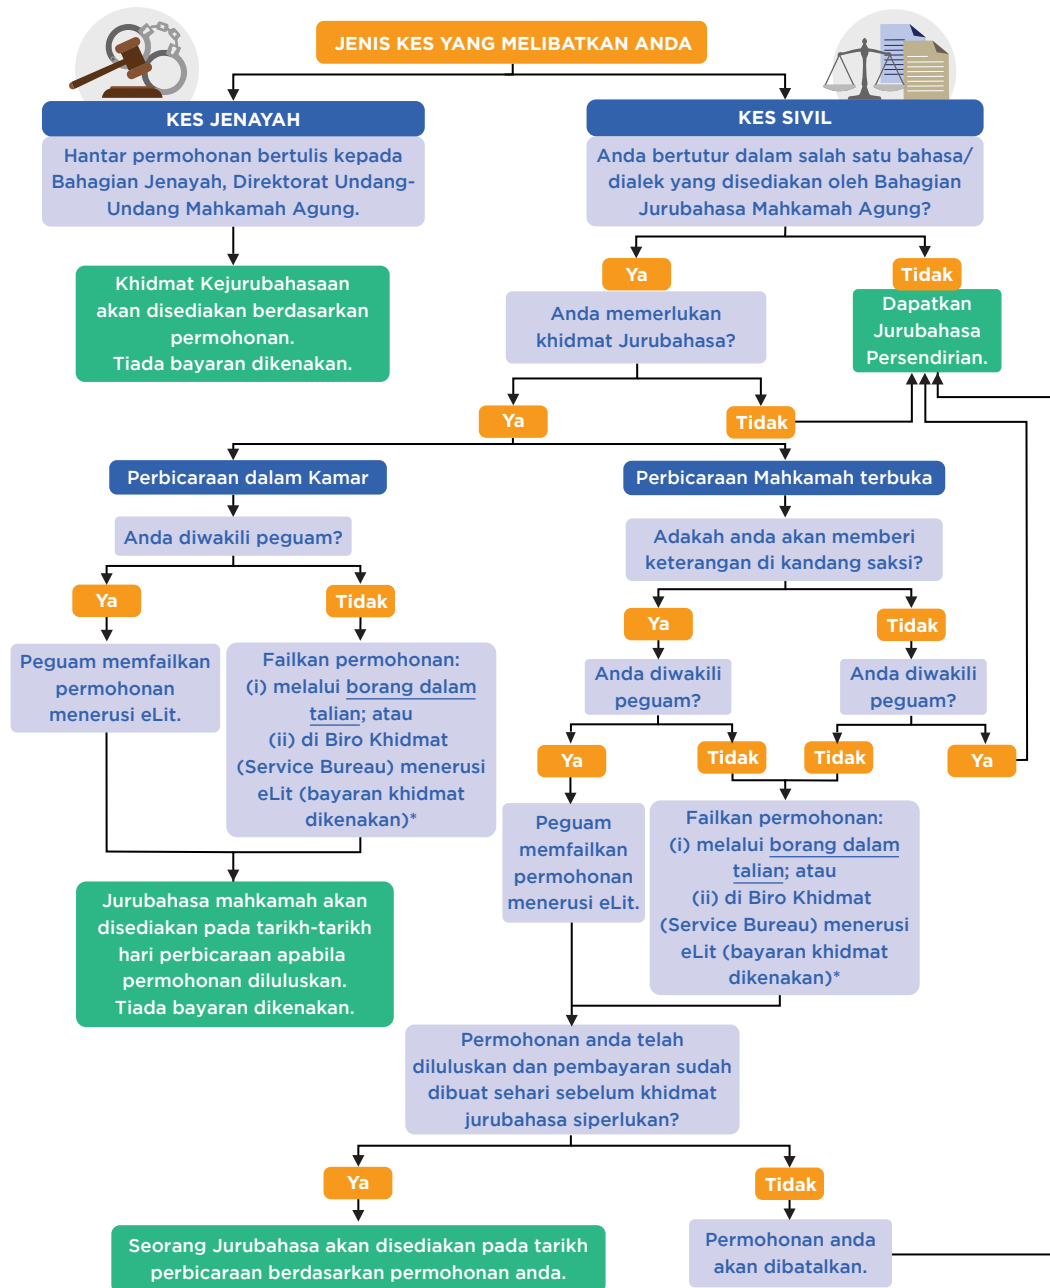 JENIS KES YANG MELIBATKAN ANDA
KES JENAYAH
Hantar permohonan bertulis kepada
Bahagian Jenayah, Direktorat Undang-
Undang Mahkamah Agung.
Khidmat Kejurubahasaan
akan disediakan berdasarkan
permohonan.
Tiada bayaran dikenakan.
KES SIVIL
Anda bertutur dalam salah satu bahasa/
dialek yang disediakan oleh Bahagian
Jurubahasa Mahkamah Agung?
Ya
Tidak
Anda memerlukan
khidmat Jurubahasa?
Dapatkan
Jurubahasa
Persendirian.
Ya
Tidak
Perbicaraan dalam Kamar
Anda diwakili peguam?
Ya
Tidak
Peguam memfailkan
permohonan
menerusi eLit.
Failkan permohonan:
(i) melalui borang dalam
talian; atau
(ii) di Biro Khidmat
(Service Bureau) menerusi
eLit (bayaran khidmat
dikenakan)*
Jurubahasa mahkamah akan
disediakan pada tarikh-tarikh
hari perbicaraan apabila
permohonan diluluskan.
Tiada bayaran dikenakan.
Perbicaraan Mahkamah terbuka
Adakah anda akan memberi
keterangan di kandang saksi?
Ya
Tidak
Anda diwakili
peguam?
Anda diwakili
peguam?
Ya
Tidak
Tidak
Ya
Peguam
memfailkan
permohonan
menerusi eLit.
Failkan permohonan:
(i) melalui borang dalam
talian; atau
(ii) di Biro Khidmat
(Service Bureau) menerusi
eLit (bayaran khidmat
dikenakan)*
Permohonan anda telah
diluluskan dan pembayaran sudah
dibuat sehari sebelum khidmat
jurubahasa siperlukan?
Ya
Tidak
Seorang Jurubahasa akan disediakan pada tarikh
perbicaraan berdasarkan permohonan anda.
Permohonan anda
akan dibatalkan.